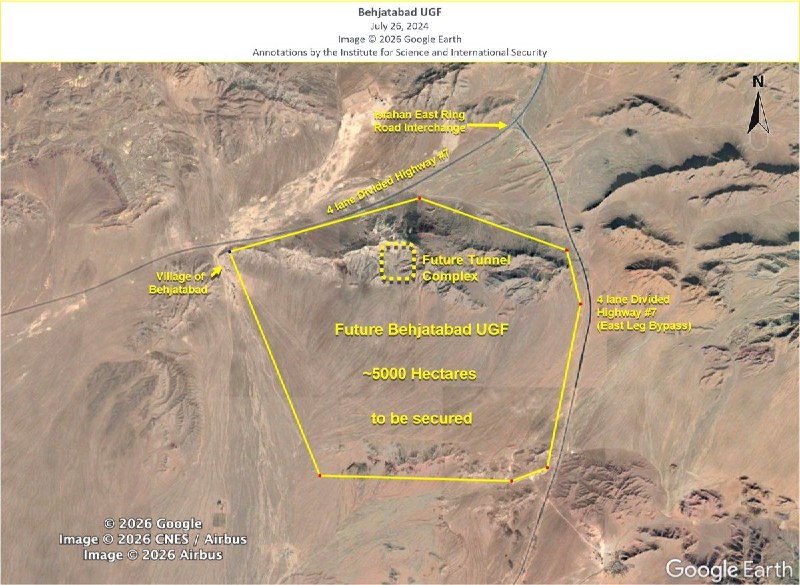 Behjatabad UGF
July 26, 2024
Image © 2026 Google Earth
Annotations by the Institute for Science and International Security
N
Isfahan East Ring
Road Interchange
4 lane Divided Highway #7
Village of
Behjatabad
Future Tunnel
Complex
4 lane Divided
Highway #7
(East Leg Bypass)
Future Behjatabad UGF
~5000 Hectares
to be secured
© 2026 Google
Image © 2026 CNES / Airbus
Image © 2026 Airbus
Google Earth